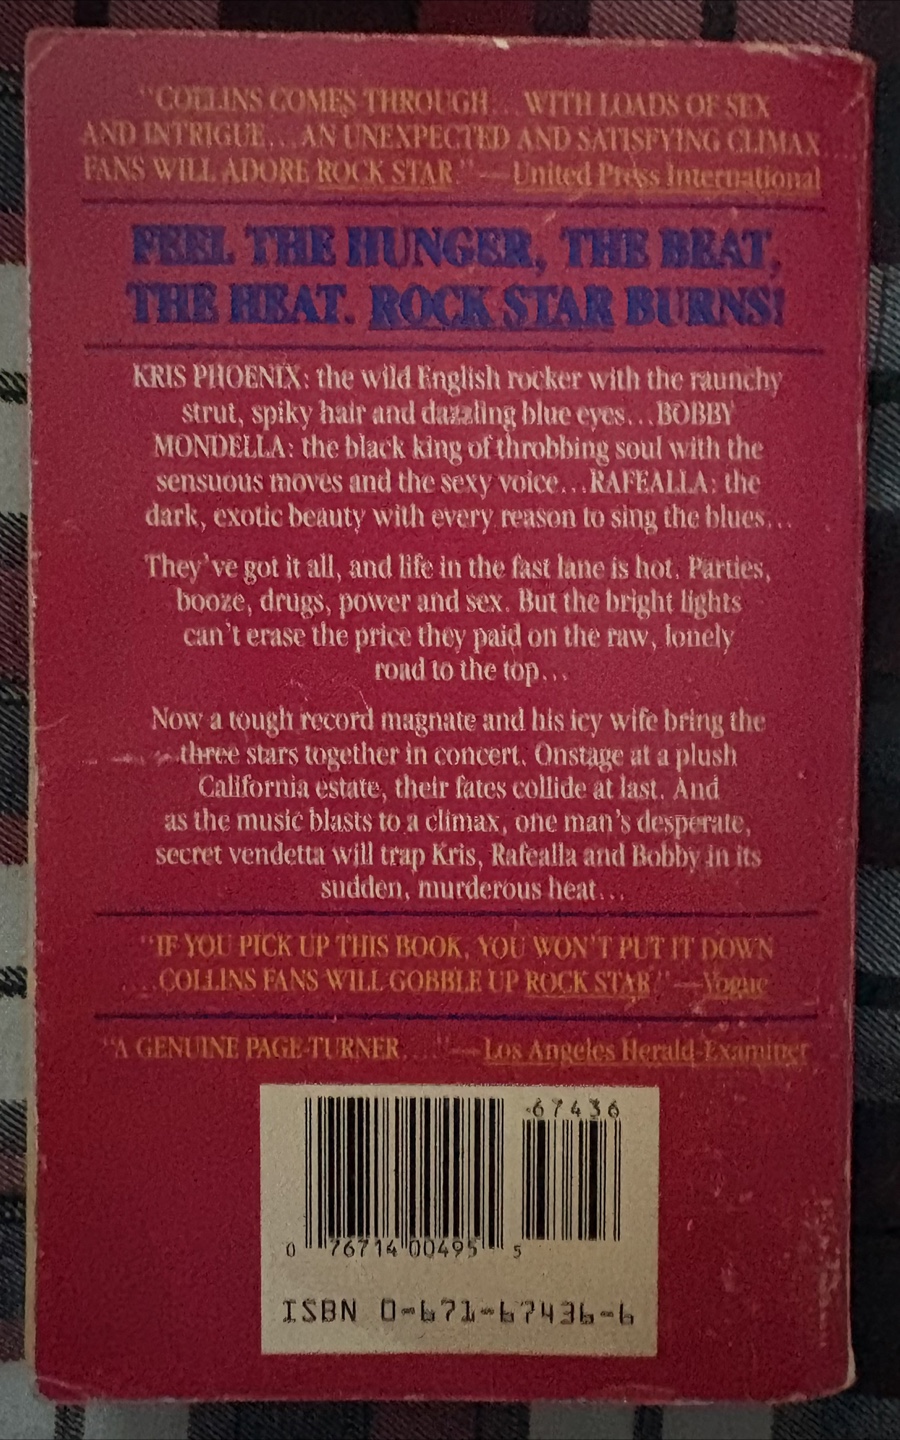 "COLLINS COMES THROUGH... WITH LOADS OF SEX
AND INTRIGUE...AN UNEXPECTED AND SATISFYING CLIMAX...
FANS WILL ADORE ROCK STAR." — United Press International
FEEL THE HUNGER, THE BEAT,
THE HEAT. ROCK STAR BURNS!
KRIS PHOENIX: the wild English rocker with the raunchy
strut, spiky hair and dazzling blue eyes...BOBBY
MONDELLA: the black king of throbbing soul with the
sensuous moves and the sexy voice...RAFEALLA: the
dark, exotic beauty with every reason to sing the blues...
They've got it all, and life in the fast lane is hot. Parties,
booze, drugs, power and sex. But the bright lights
can't erase the price they paid on the raw, lonely
road to the top...
Now a tough record magnate and his icy wife bring the
three stars together in concert. Onstage at a plush
California estate, their fates collide at last. And
as the music blasts to a climax, one man's desperate,
secret vendetta will trap Kris, Rafealla and Bobby in its
sudden, murderous heat...
"IF YOU PICK UP THIS BOOK, YOU WON'T PUT IT DOWN
....COLLINS FANS WILL GOBBLE UP ROCK STAR." —Vogue
"A GENUINE PAGE-TURNER...."—Los Angeles Herald-Examiner
67436
0 76714 00495 5
ISBN 0-671-67436-6